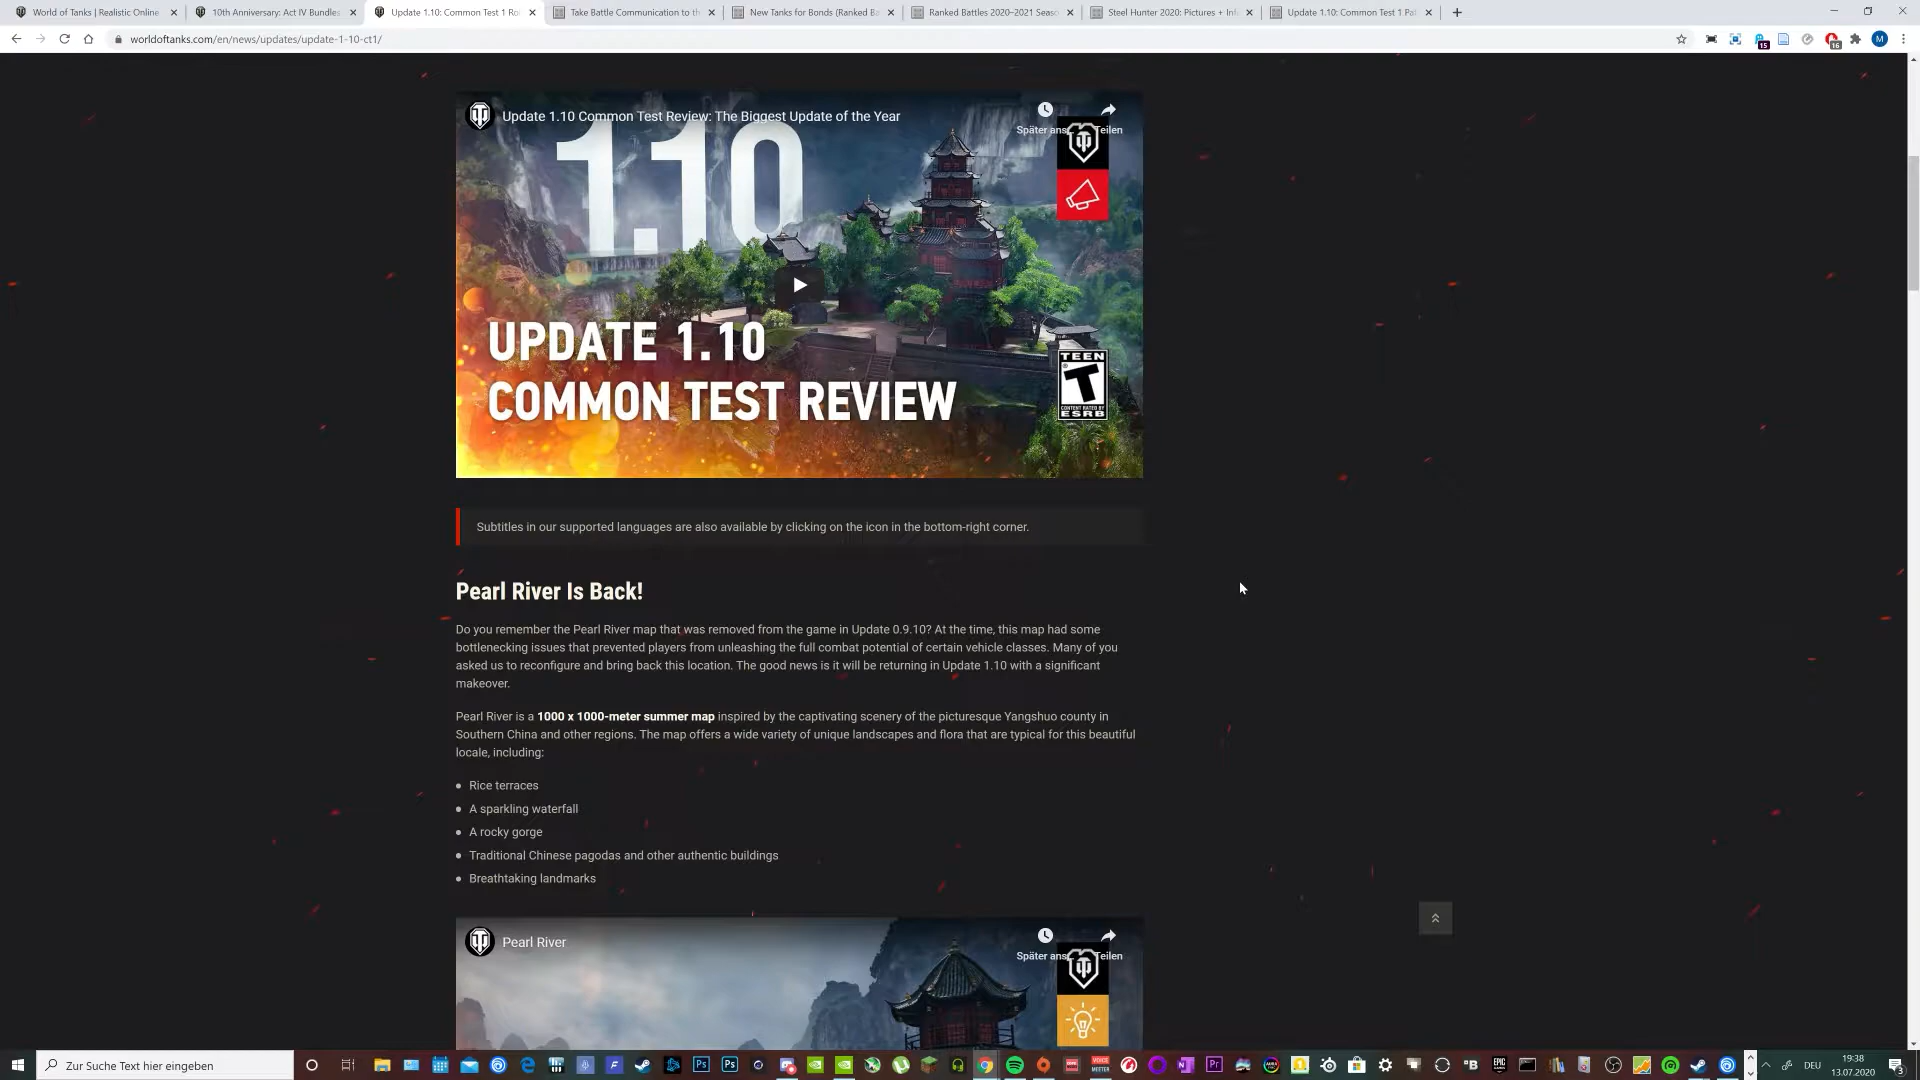 World of Tanks | Realistic Online
10th Anniversary: Act IV Bundles
Update 1.10: Common Test 1 Ro
Take Battle Communication to th
New Tanks for Bonds (Ranked Ba
Ranked Battles 2020–2021 Seaso
Steel Hunter 2020: Pictures + Inf
Update 1.10: Common Test 1 Pa
worldoftanks.com/en/news/updates/update-1-10-ct1/
15
16
M
Update 1.10 Common Test Review: The Biggest Update of the Year
Später ans
Teilen
1.10
UPDATE 1.10
COMMON TEST REVIEW
TEEN
T
CONTENT RATED BY
ESRB
Subtitles in our supported languages are also available by clicking on the icon in the bottom-right corner.
Pearl River Is Back!
Do you remember the Pearl River map that was removed from the game in Update 0.9.10? At the time, this map had some
bottlenecking issues that prevented players from unleashing the full combat potential of certain vehicle classes. Many of you
asked us to reconfigure and bring back this location. The good news is it will be returning in Update 1.10 with a significant
makeover.
Pearl River is a 1000 x 1000-meter summer map inspired by the captivating scenery of the picturesque Yangshuo county in
Southern China and other regions. The map offers a wide variety of unique landscapes and flora that are typical for this beautiful
locale, including:
Rice terraces
A sparkling waterfall
A rocky gorge
Traditional Chinese pagodas and other authentic buildings
Breathtaking landmarks
Pearl River
Später ans
Teilen
Zur Suche Text hier eingeben
Ps
Ps
Pr
DEU
19:38
13.07.2020
3